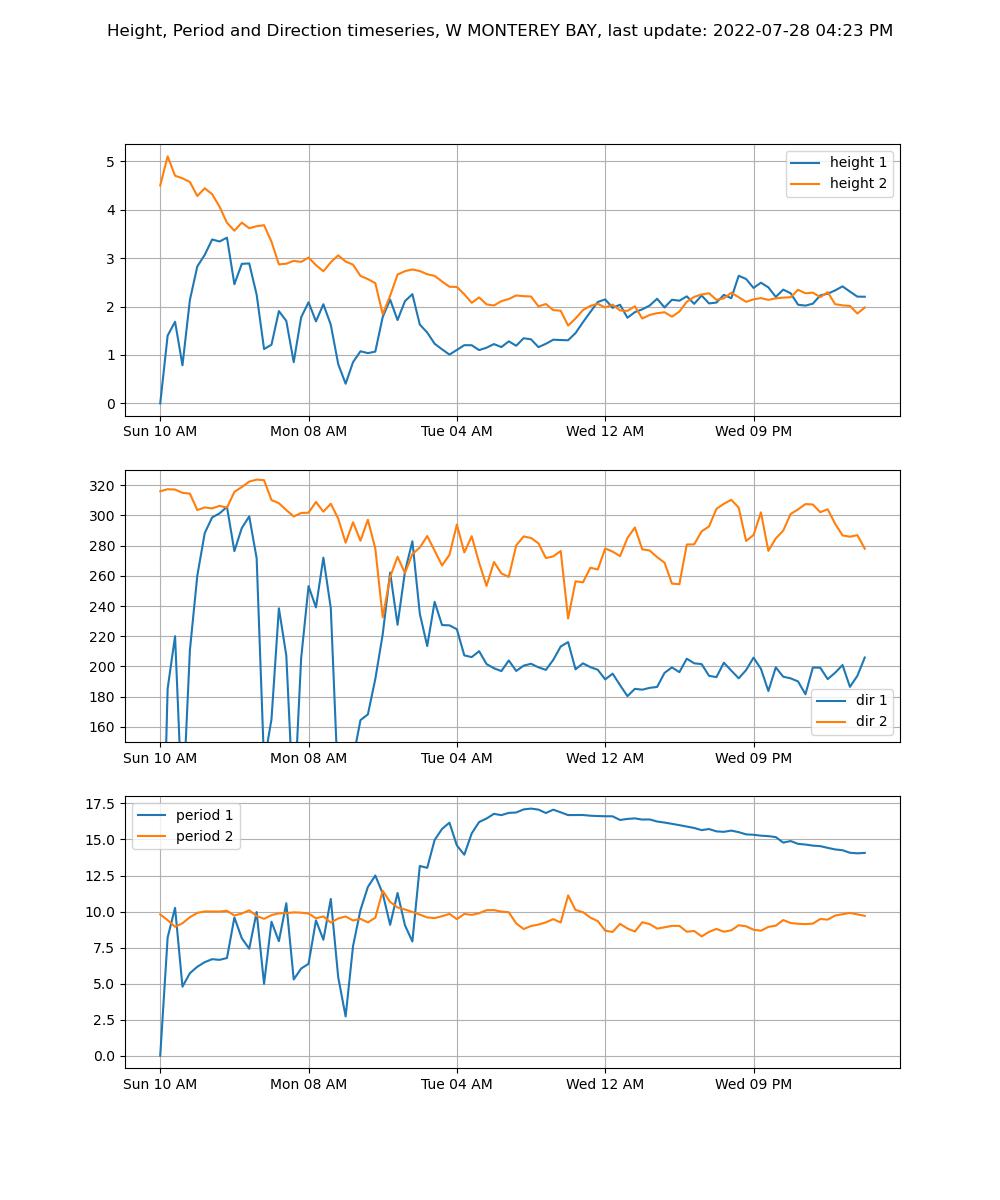 Height, Period and Direction timeseries, W MONTEREY BAY, last update: 2022-07-28 04:23 PM
height 1
height 2
5
4
3
2
1
0
Sun 10 AM Mon 08 AM Tue 04 AM Wed 12 AM Wed 09 PM
320
300
280
260
240
220
200
180
160
dir 1
dir 2
Sun 10 AM Mon 08 AM Tue 04 AM Wed 12 AM Wed 09 PM
period 1
period 2
17.5
15.0
12.5
10.0
7.5
5.0
2.5
0.0
Sun 10 AM Mon 08 AM Tue 04 AM Wed 12 AM Wed 09 PM